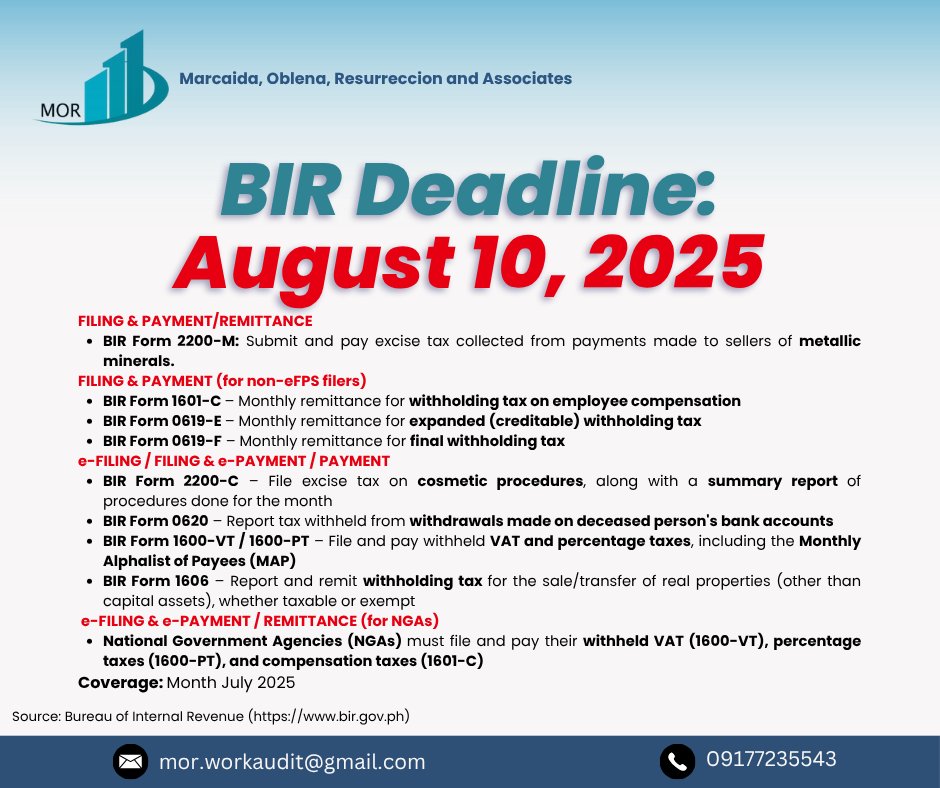 MOR
Marcaida, Oblena, Resurreccion and Associates
BIR Deadline:
August 10, 2025
FILING & PAYMENT/REMITTANCE
• BIR Form 2200-M: Submit and pay excise tax collected from payments made to sellers of metallic
minerals.
FILING & PAYMENT (for non-eFPS filers)
• BIR Form 1601-C – Monthly remittance for withholding tax on employee compensation
• BIR Form 0619-E – Monthly remittance for expanded (creditable) withholding tax
• BIR Form 0619-F – Monthly remittance for final withholding tax
e-FILING / FILING & e-PAYMENT / PAYMENT
• BIR Form 2200-C – File excise tax on cosmetic procedures, along with a summary report of
procedures done for the month
• BIR Form 0620 – Report tax withheld from withdrawals made on deceased person's bank accounts
• BIR Form 1600-VT / 1600-PT – File and pay withheld VAT and percentage taxes, including the Monthly
Alphalist of Payees (MAP)
• BIR Form 1606 – Report and remit withholding tax for the sale/transfer of real properties (other than
capital assets), whether taxable or exempt
e-FILING & e-PAYMENT / REMITTANCE (for NGAs)
• National Government Agencies (NGAs) must file and pay their withheld VAT (1600-VT), percentage
taxes (1600-PT), and compensation taxes (1601-C)
Coverage: Month July 2025
Source: Bureau of Internal Revenue (https://www.bir.gov.ph)
mor.workaudit@gmail.com
09177235543